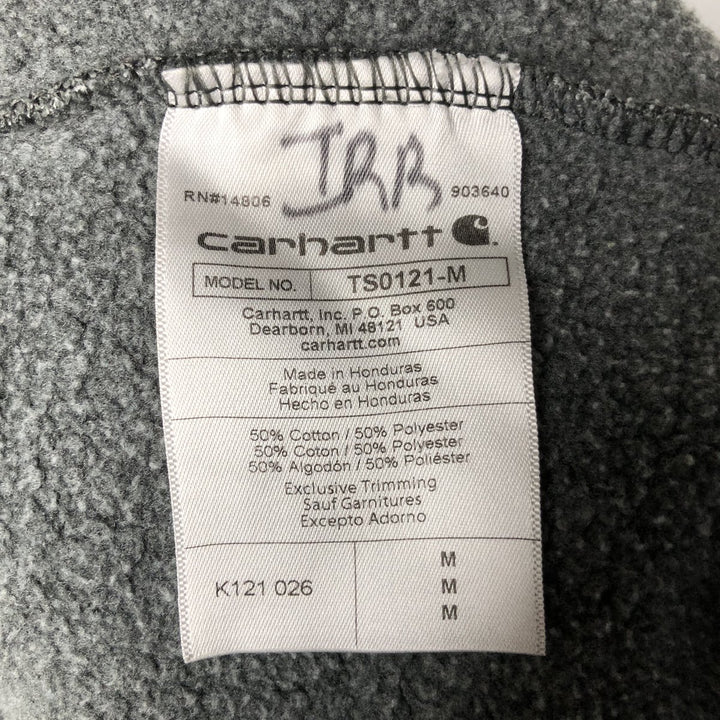 JRR
RN#14806 903640
carhartt
MODEL NO. TS0121-M
Carhartt, Inc. P.O. Box 600
Dearborn, MI 48121 USA
carhartt.com
Made in Honduras
Fabriqué au Honduras
Hecho en Honduras
50% Cotton / 50% Polyester
50% Coton / 50% Polyester
50% Algodón / 50% Poliéster
Exclusive Trimming
Sauf Garnitures
Excepto Adorno
K121 026
M
M
M